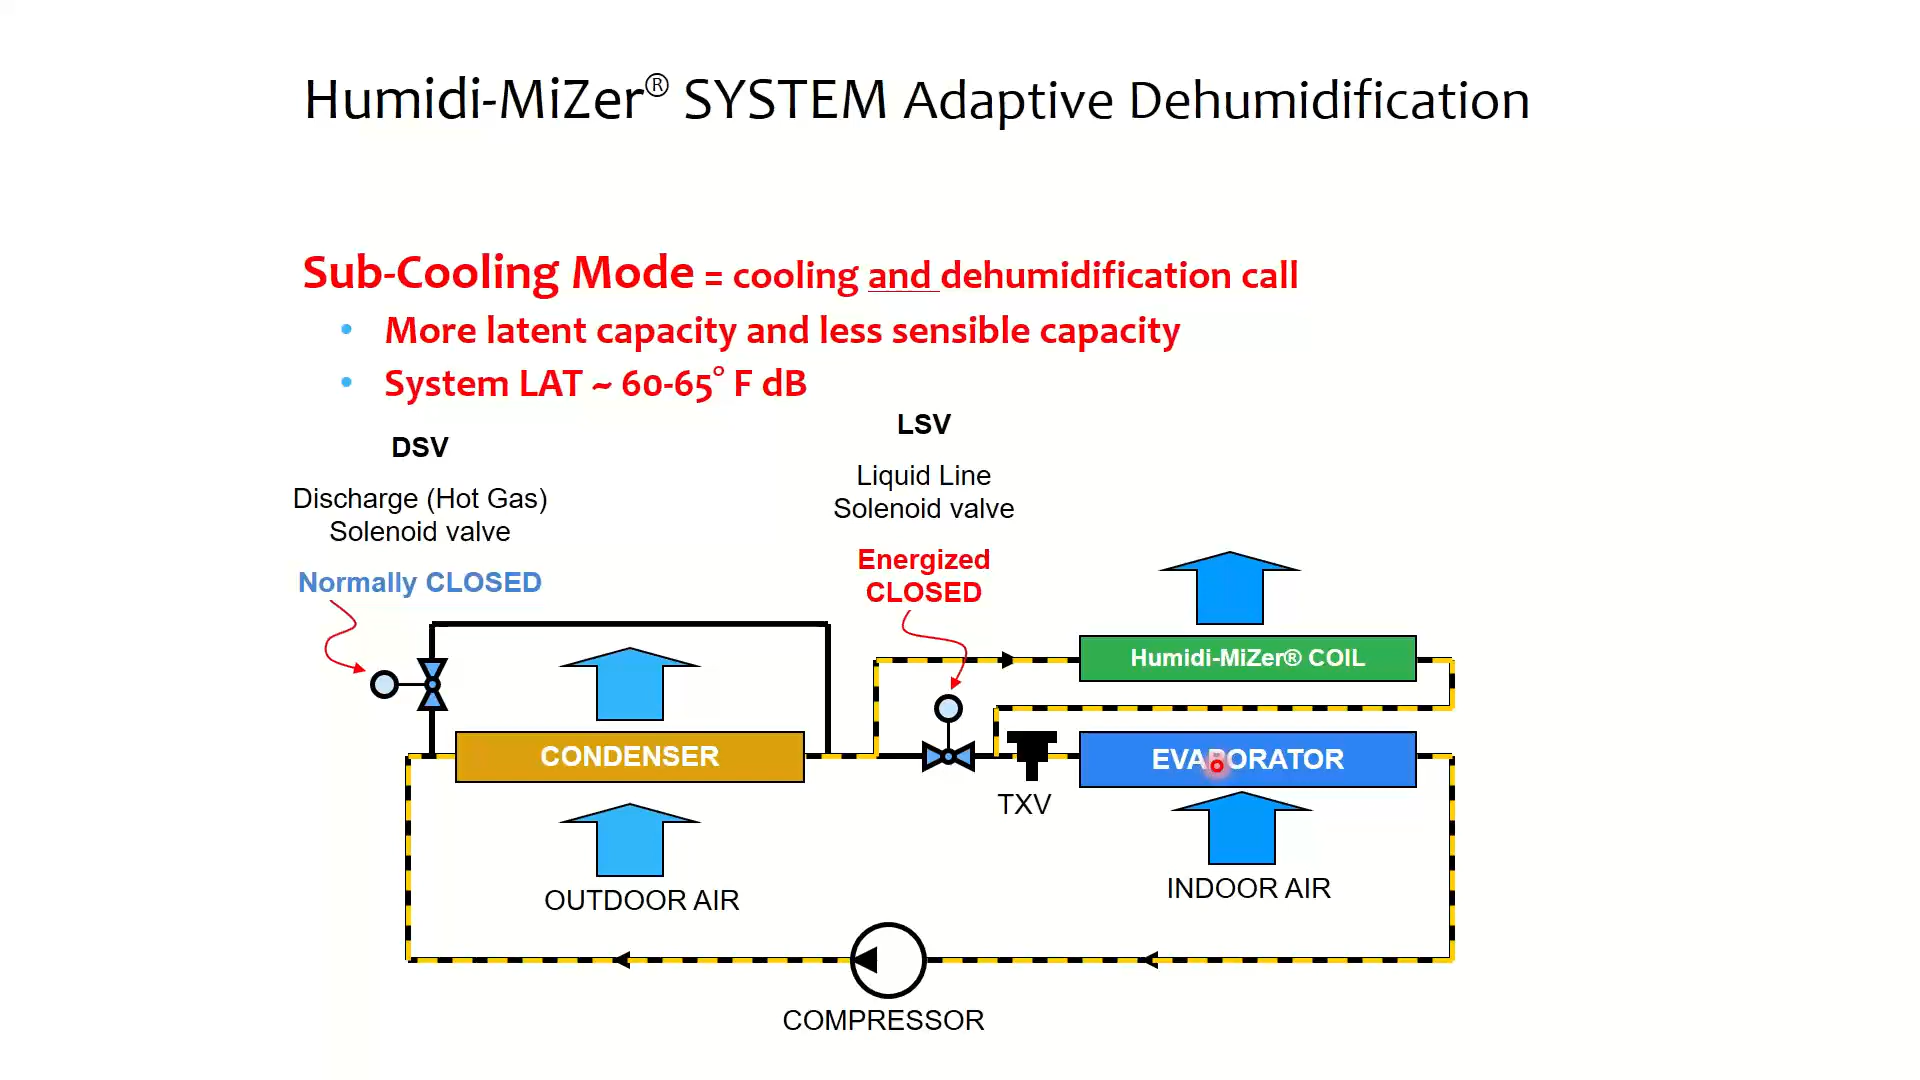 Humidi-MiZer® SYSTEM Adaptive Dehumidification
Sub-Cooling Mode = cooling and dehumidification call
• More latent capacity and less sensible capacity
• System LAT ~ 60-65° F dB
DSV
Discharge (Hot Gas)
Solenoid valve
Normally CLOSED
LSV
Liquid Line
Solenoid valve
Energized
CLOSED
Humidi-MiZer® COIL
CONDENSER
EVAPORATOR
TXV
OUTDOOR AIR
INDOOR AIR
COMPRESSOR